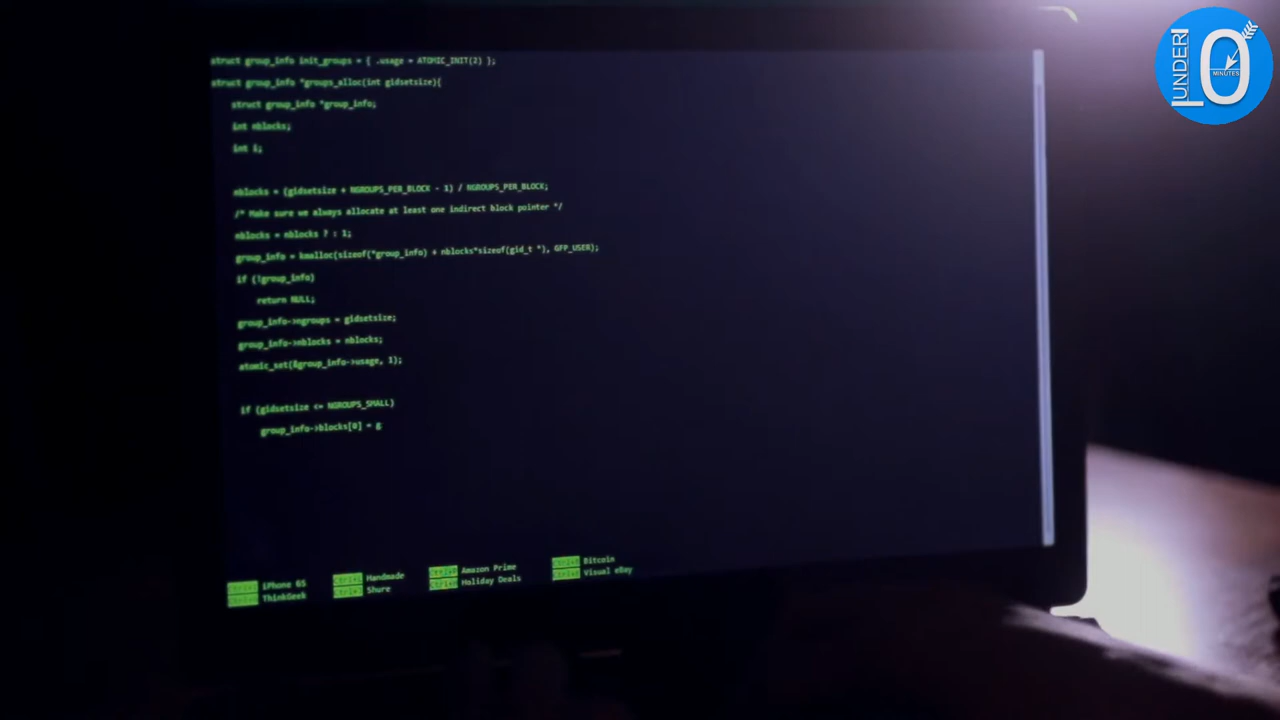 struct group_info init_groups = { .usage = ATOMIC_INIT(2) };
struct group_info *groups_alloc(int gidsetsize){
struct group_info *group_info;
int nblocks;
int i;
nblocks = (gidsetsize + NGROUPS_PER_BLOCK - 1) / NGROUPS_PER_BLOCK;
/* Make sure we always allocate at least one indirect block pointer */
nblocks = nblocks ? : 1;
group_info = kmalloc(sizeof(*group_info) + nblocks*sizeof(gid_t *), GFP_USER);
if (!group_info)
return NULL;
group_info->ngroups = gidsetsize;
group_info->nblocks = nblocks;
atomic_set(&group_info->usage, 1);
if (gidsetsize <= NGROUPS_SMALL)
group_info->blocks[0] = g
iPhone 6S Handmade Amazon Prime Bitcoin
ThinkGeek Shure Holiday Deals Visual eBay
UNDER
10
MINUTES